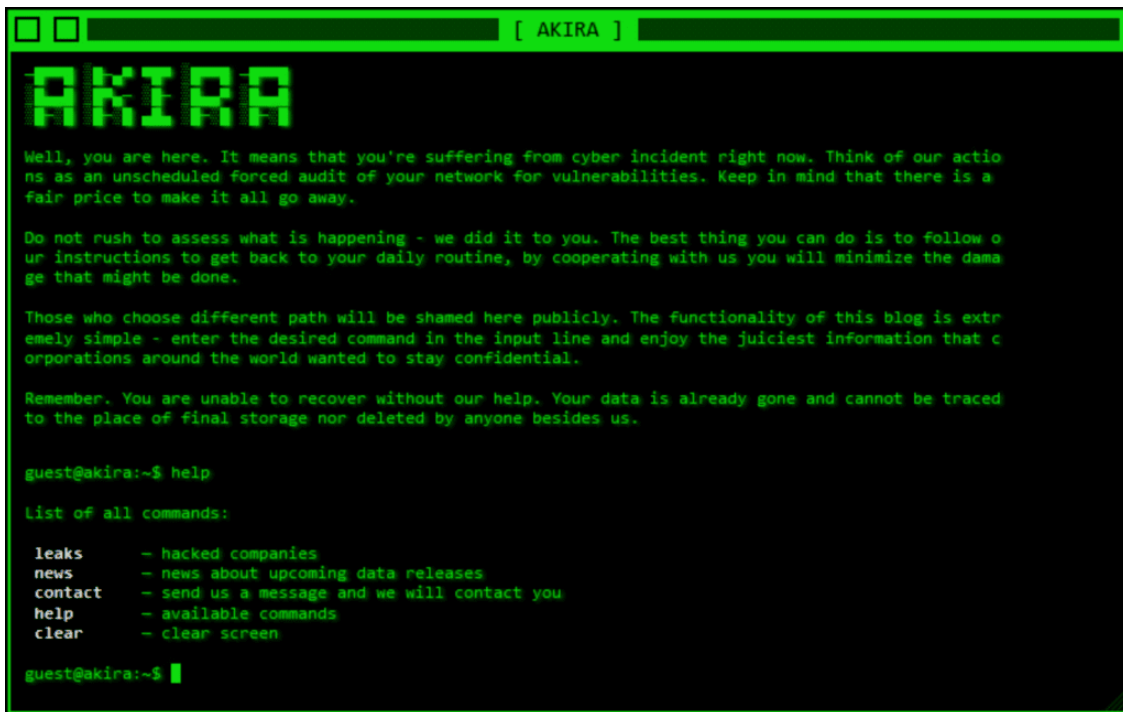 [ AKIRA ]
AKIRA
Well, you are here. It means that you're suffering from cyber incident right now. Think of our actio
ns as an unscheduled forced audit of your network for vulnerabilities. Keep in mind that there is a
fair price to make it all go away.
Do not rush to assess what is happening - we did it to you. The best thing you can do is to follow o
ur instructions to get back to your daily routine, by cooperating with us you will minimize the dama
ge that might be done.
Those who choose different path will be shamed here publicly. The functionality of this blog is extr
emely simple - enter the desired command in the input line and enjoy the juiciest information that c
orporations around the world wanted to stay confidential.
Remember. You are unable to recover without our help. Your data is already gone and cannot be traced
to the place of final storage nor deleted by anyone besides us.
guest@akira:~$ help
List of all commands:
leaks – hacked companies
news – news about upcoming data releases
contact – send us a message and we will contact you
help – available commands
clear – clear screen
guest@akira:~$